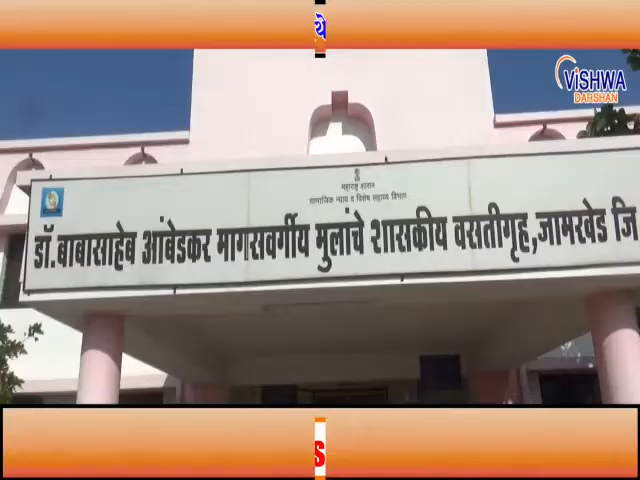 थे
VISHWA
DARSHAN
महाराष्ट्र शासन
सामाजिक न्याय व विशेष सहाय्य विभाग
डॉ.बाबासाहेब आंबेडकर मागासवर्गीय मुलांचे शासकीय वसतीगृह,जामखेड जि
S